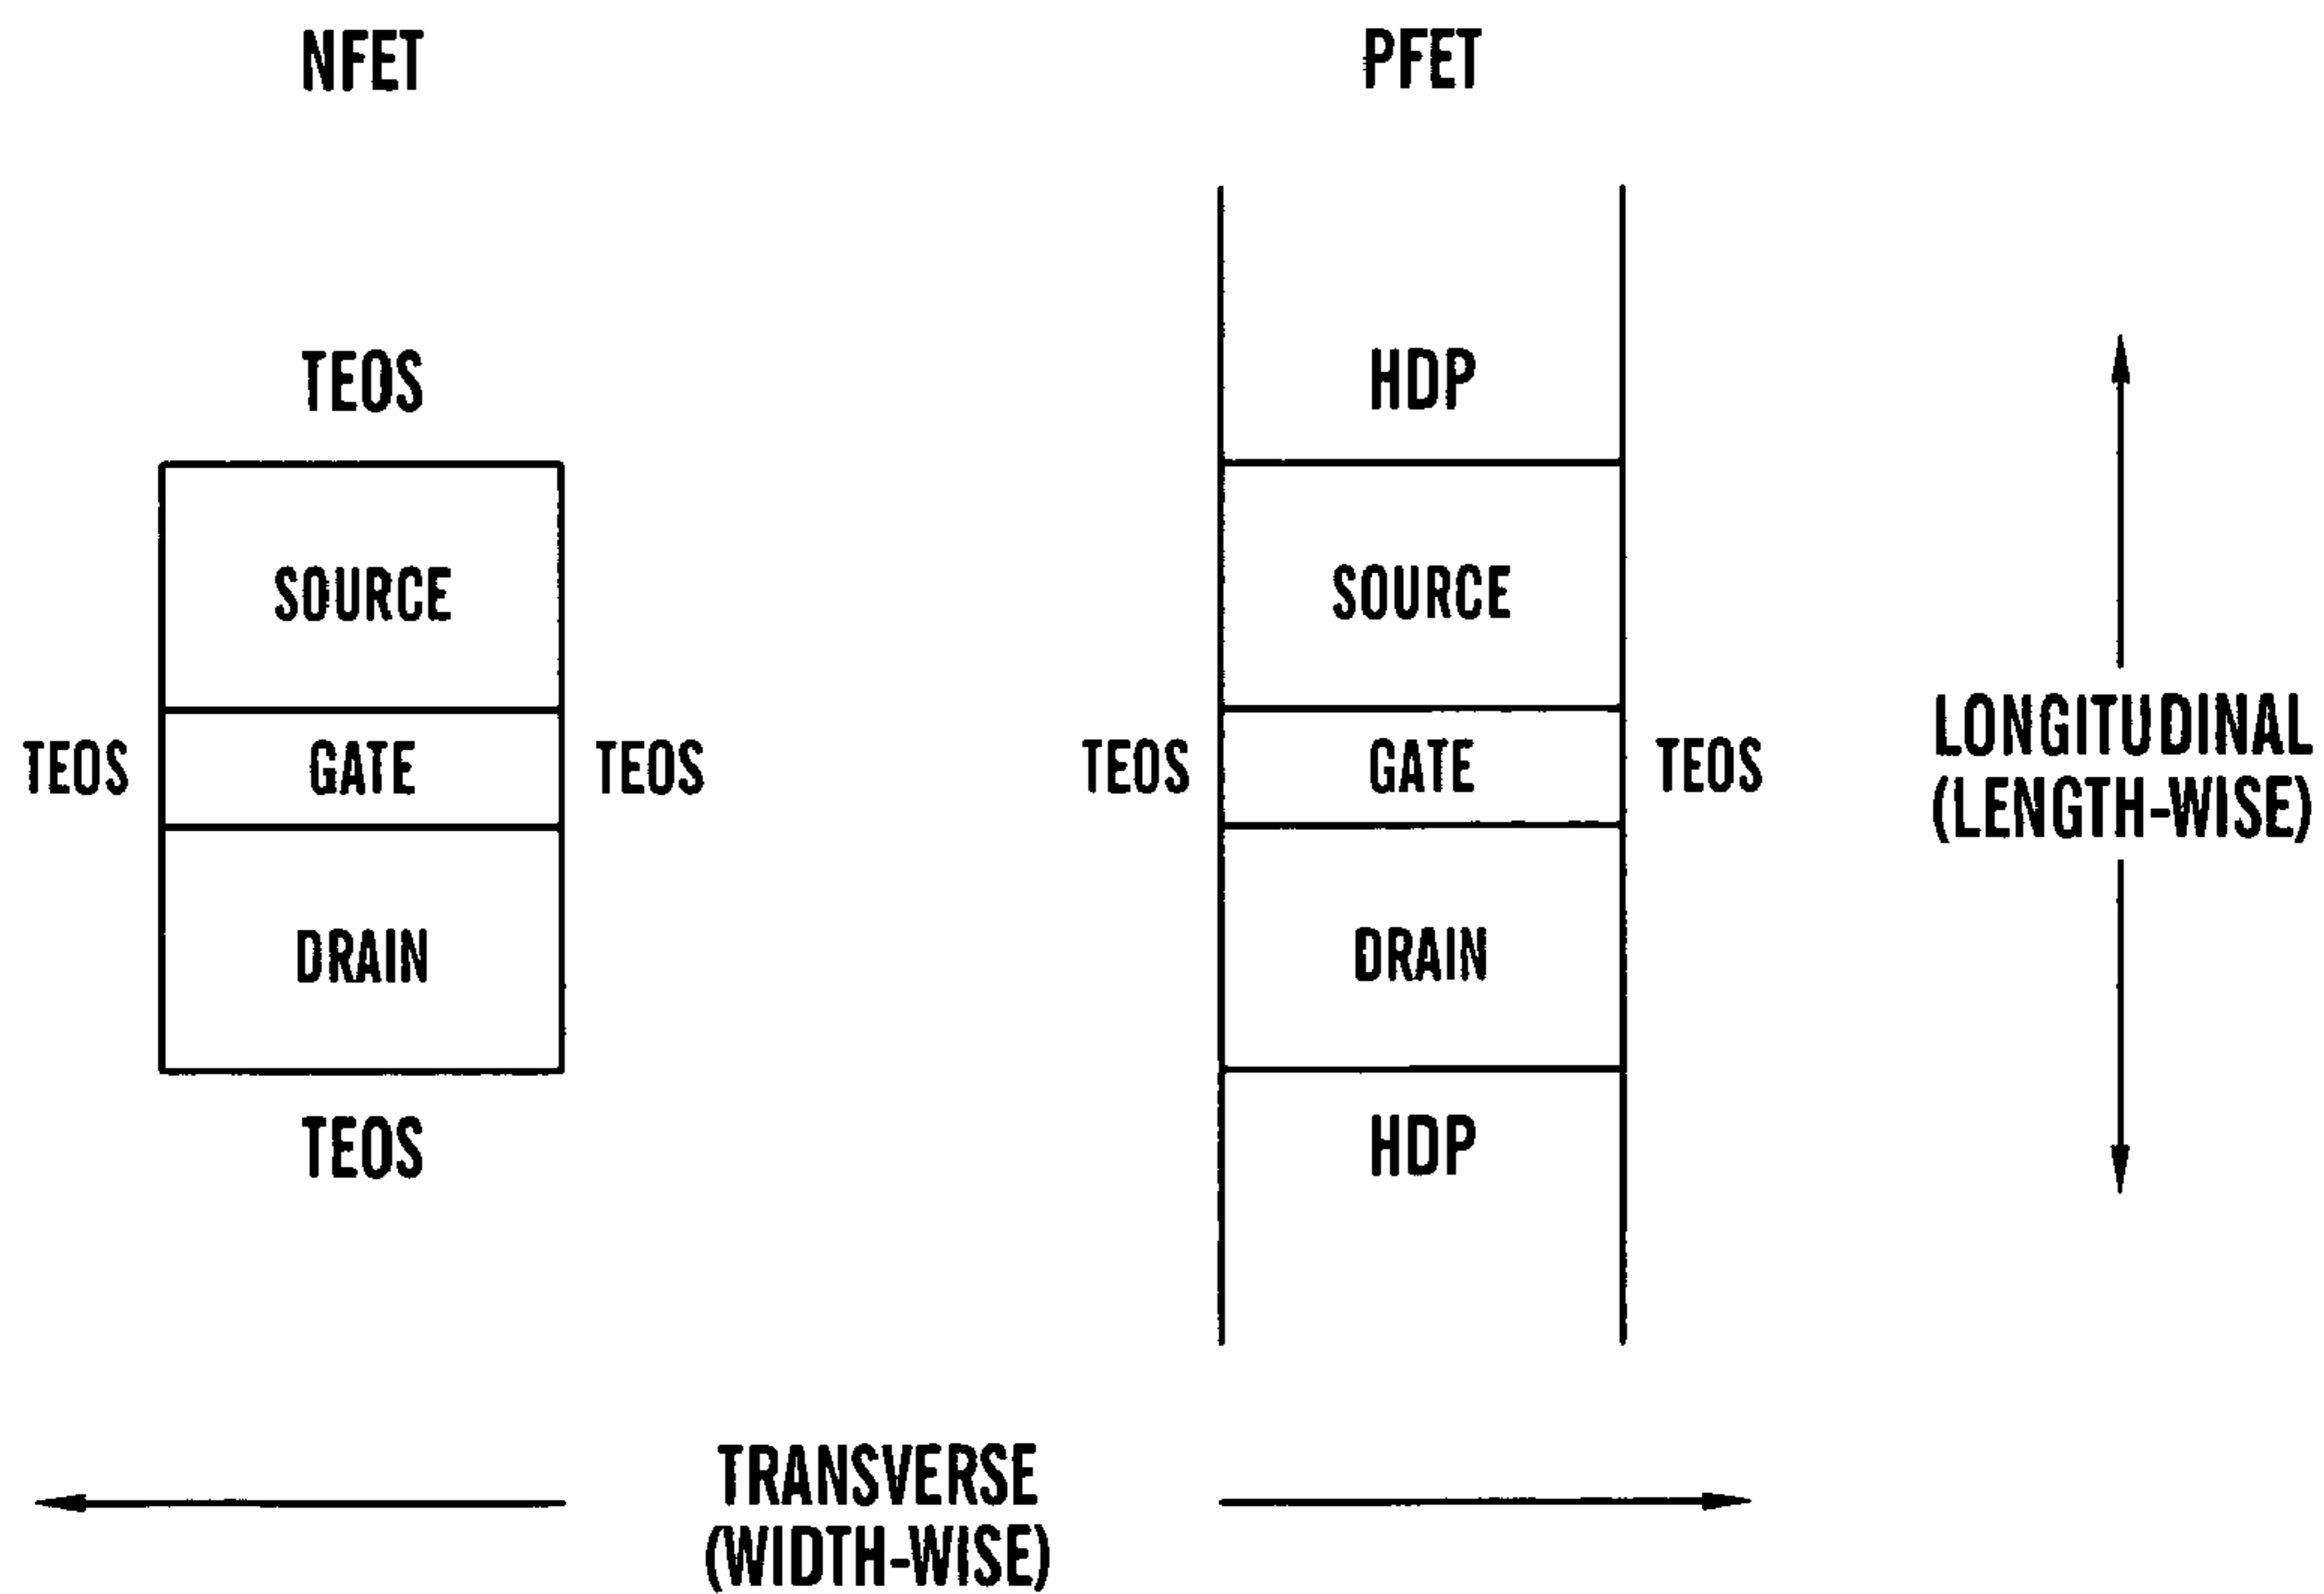 NFET
PFET
TEOS
HDP
SOURCE
SOURCE
TEOS
GATE
TEOS
TEOS
GATE
TEOS
LONGITUDINAL
(LENGTH-WISE)
DRAIN
DRAIN
TEOS
HDP
TRANSVERSE
(WIDTH-WISE)